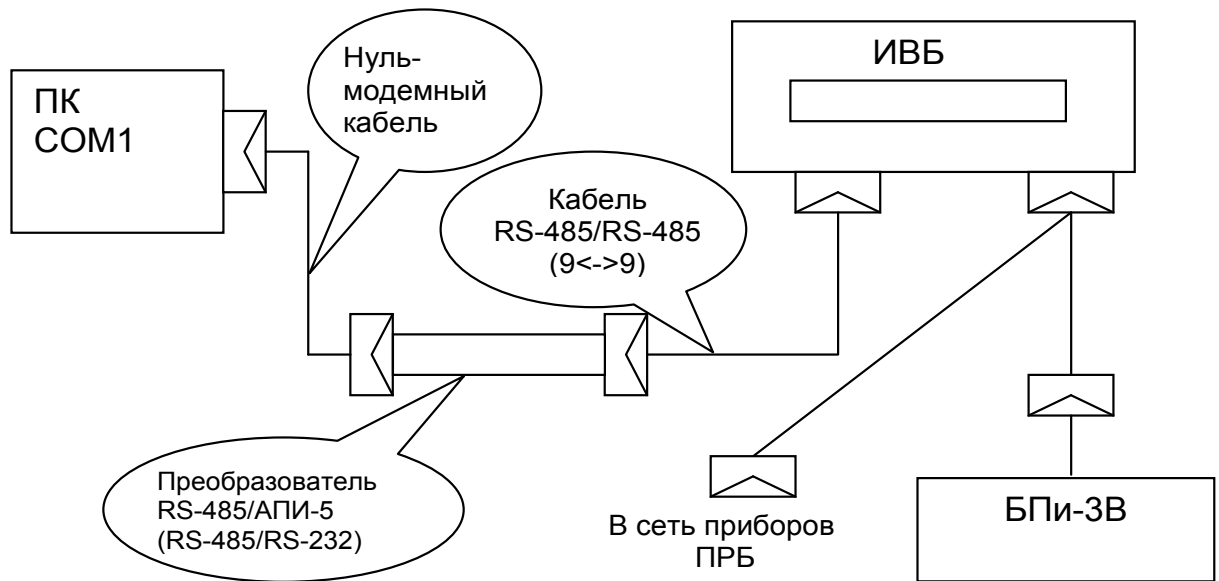 ПК
COM1
Нуль-
модемный
кабель
ИВБ
Кабель
RS-485/RS-485
(9<->9)
Преобразователь
RS-485/АПИ-5
(RS-485/RS-232)
В сеть приборов
ПРБ
БПи-3В